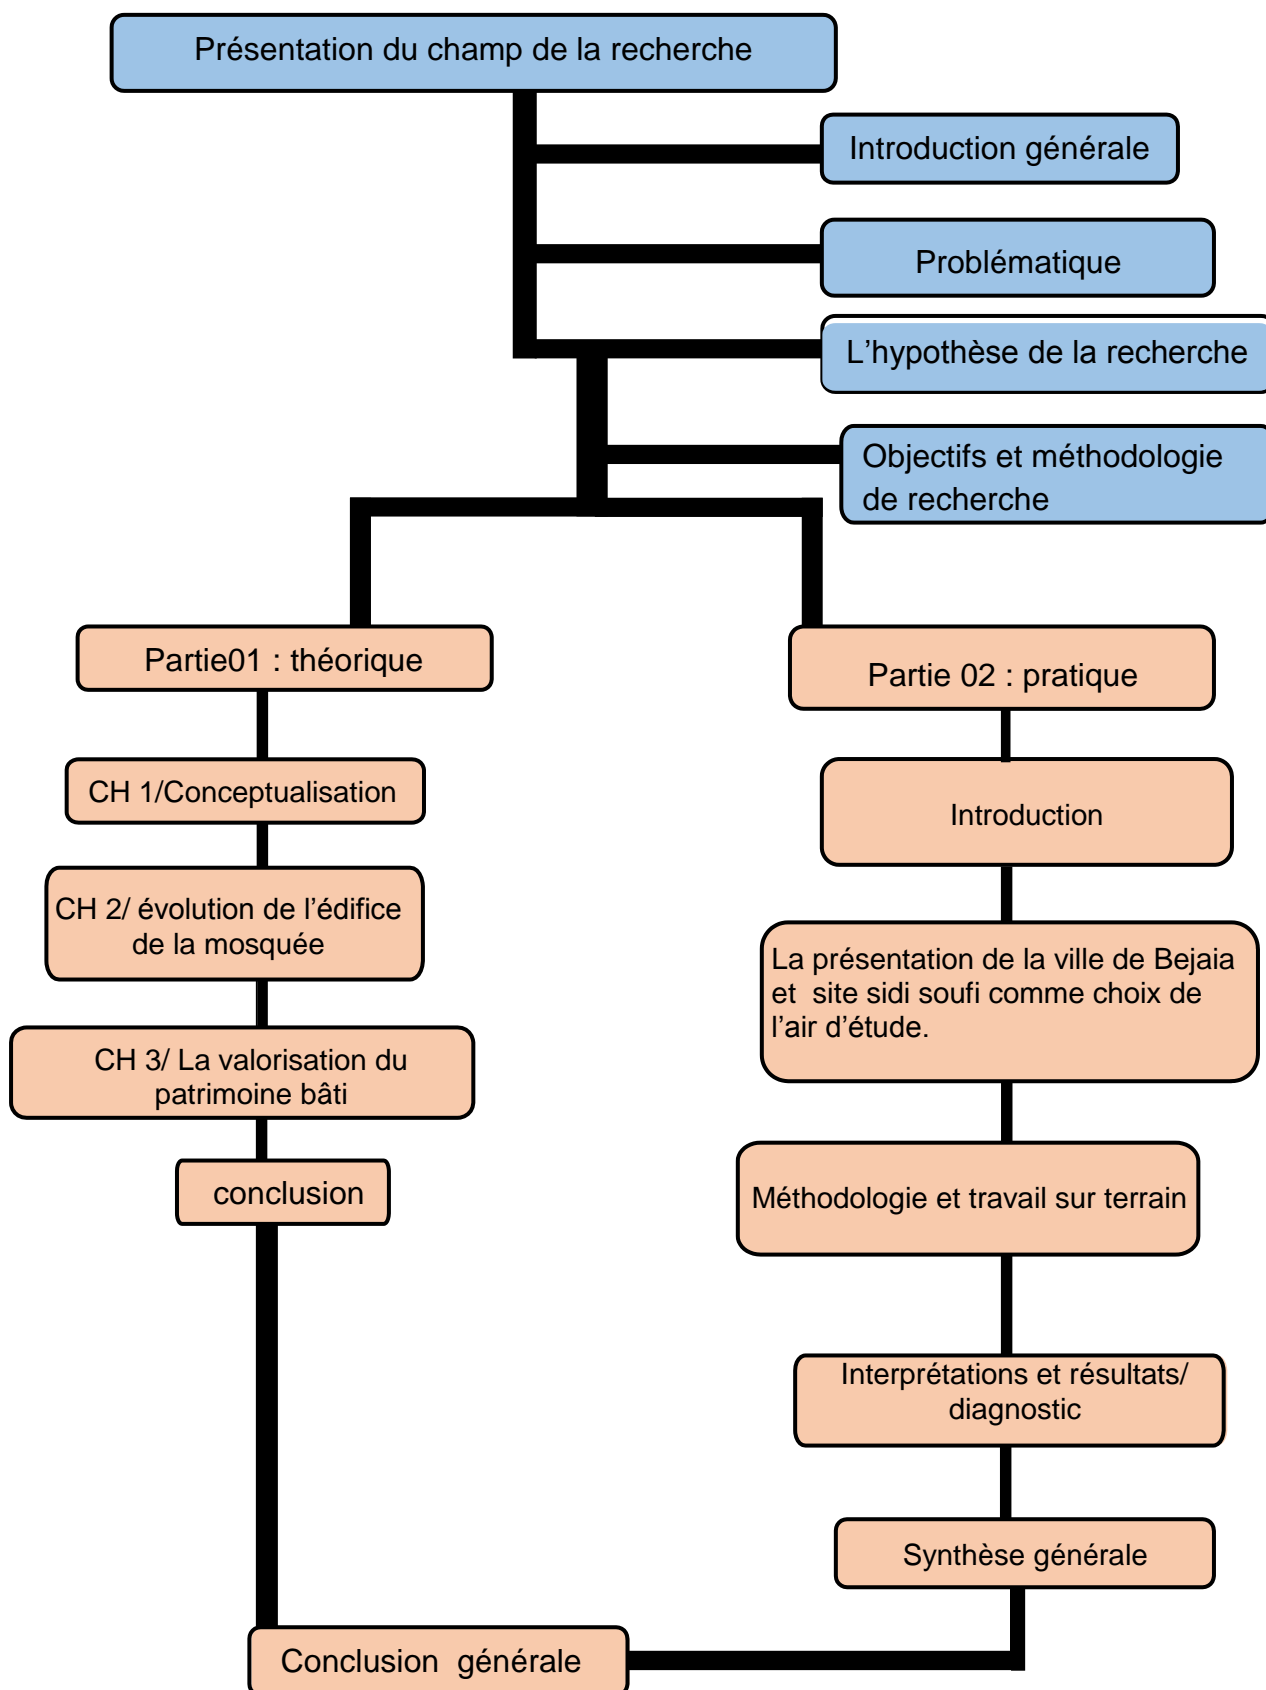 Présentation du champ de la recherche
Introduction générale
Problématique
L’hypothèse de la recherche
Objectifs et méthodologie
de recherche
Partie01 : théorique
CH 1/Conceptualisation
CH 2/ évolution de l’édifice
de la mosquée
CH 3/ La valorisation du
patrimoine bâti
conclusion
Partie 02 : pratique
Introduction
La présentation de la ville de Bejaia
et  site sidi soufi comme choix de
l’air d’étude.
Méthodologie et travail sur terrain
Interprétations et résultats/
diagnostic
Synthèse générale
Conclusion  générale